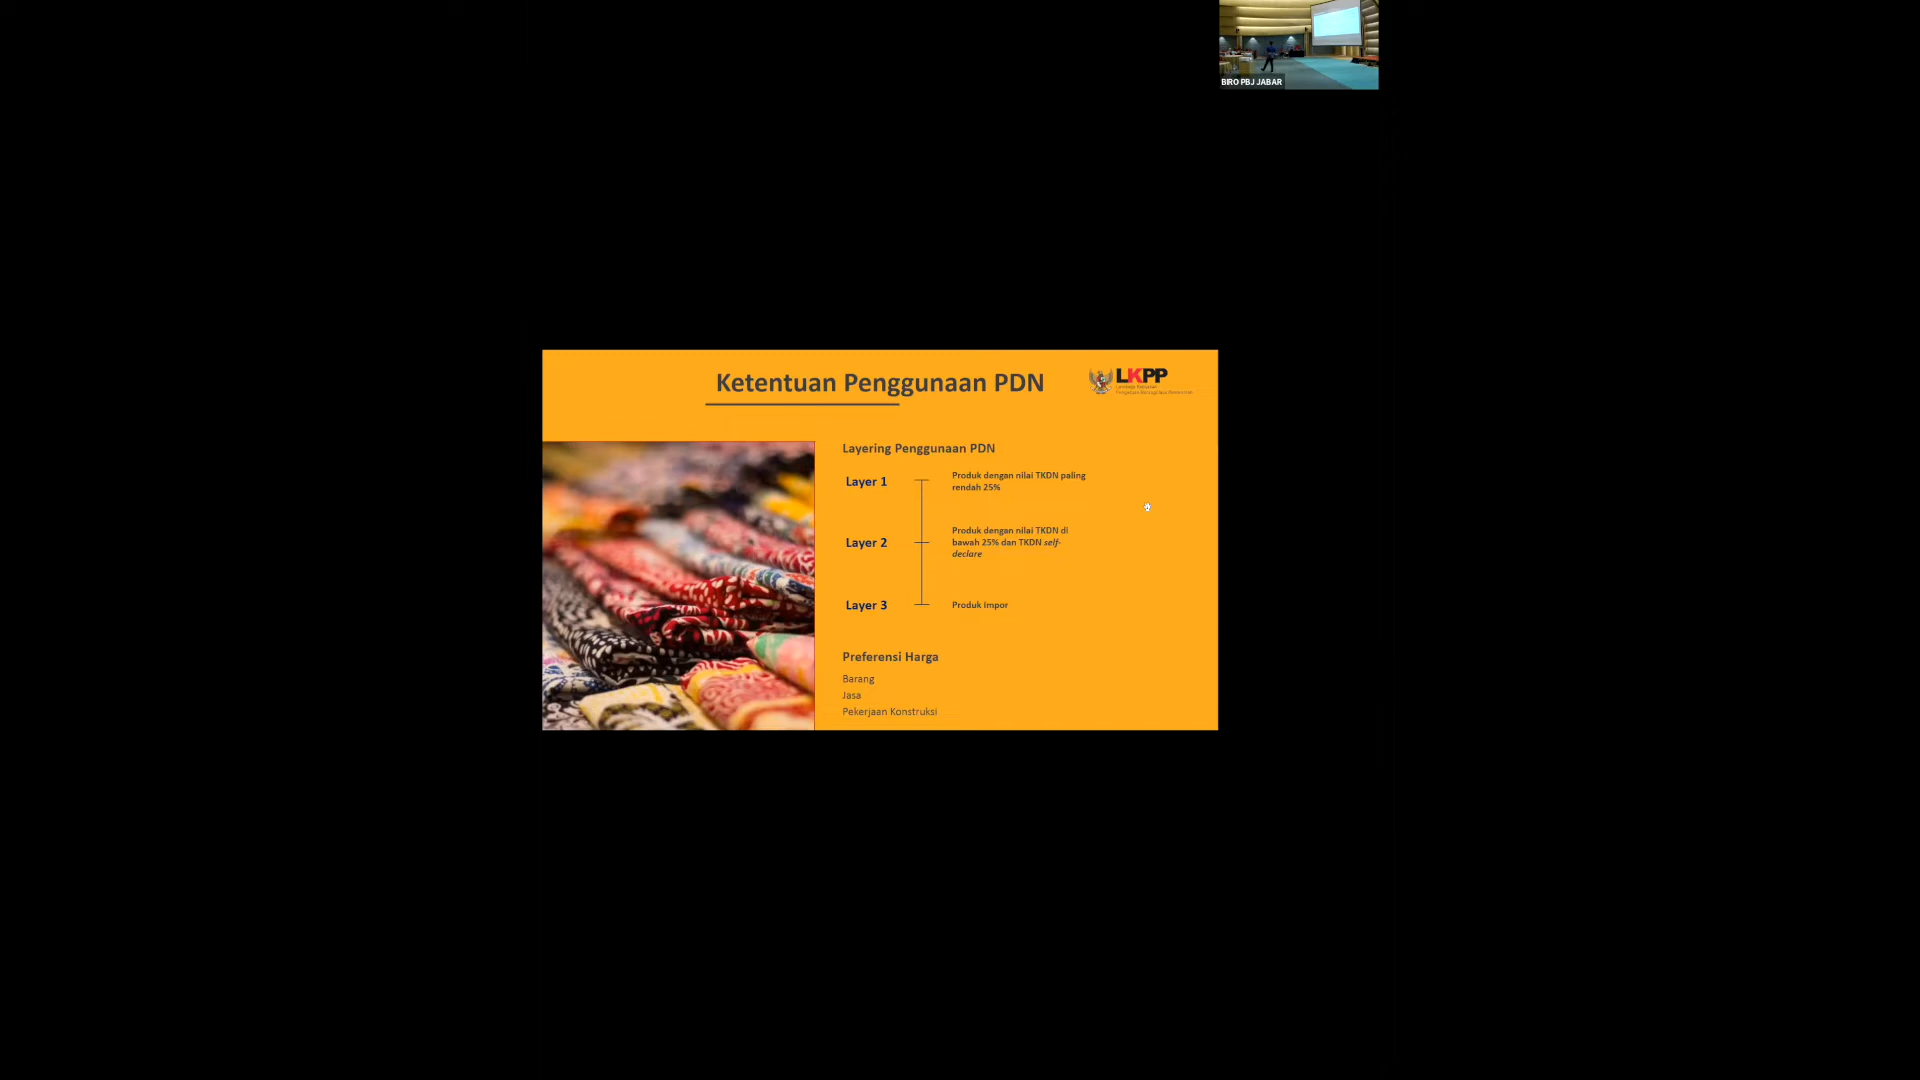 BIRO PBJ JABAR
Ketentuan Penggunaan PDN
LKPP
Layering Penggunaan PDN
Layer 1
Produk dengan nilai TKDN paling
rendah 25%
Layer 2
Produk dengan nilai TKDN di
bawah 25% dan TKDN self-
declare
Layer 3
Produk Impor
Preferensi Harga
Barang
Jasa
Pekerjaan Konstruksi